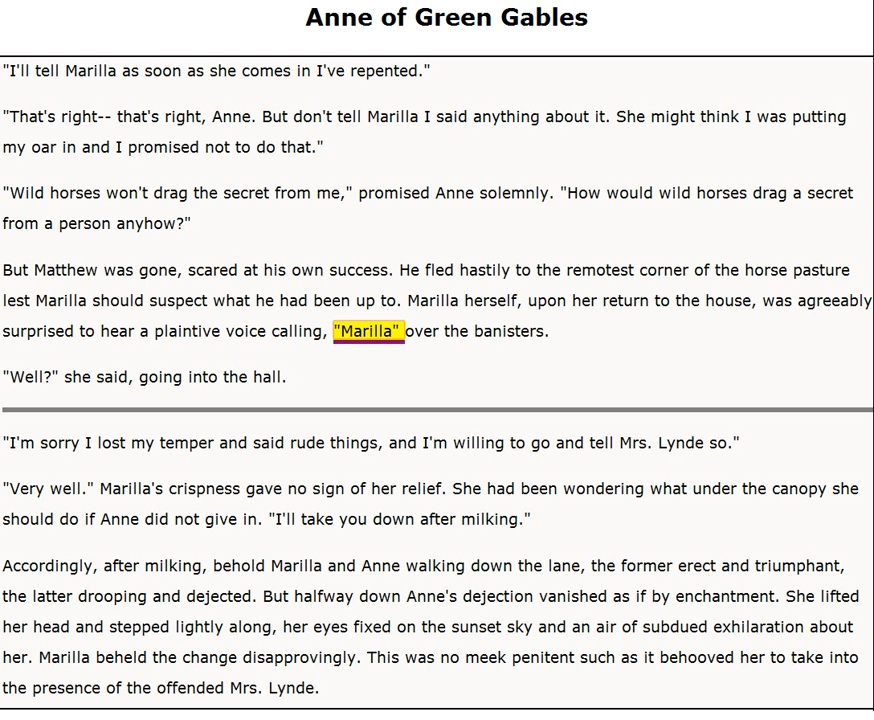 Anne of Green Gables
"I'll tell Marilla as soon as she comes in I've repented."
"That's right-- that's right, Anne. But don't tell Marilla I said anything about it. She might think I was putting
my oar in and I promised not to do that."
"Wild horses won't drag the secret from me," promised Anne solemnly. "How would wild horses drag a secret
from a person anyhow?"
But Matthew was gone, scared at his own success. He fled hastily to the remotest corner of the horse pasture
lest Marilla should suspect what he had been up to. Marilla herself, upon her return to the house, was agreeably
surprised to hear a plaintive voice calling, "Marilla" over the banisters.
"Well?" she said, going into the hall.
"I'm sorry I lost my temper and said rude things, and I'm willing to go and tell Mrs. Lynde so."
"Very well." Marilla's crispness gave no sign of her relief. She had been wondering what under the canopy she
should do if Anne did not give in. "I'll take you down after milking."
Accordingly, after milking, behold Marilla and Anne walking down the lane, the former erect and triumphant,
the latter drooping and dejected. But halfway down Anne's dejection vanished as if by enchantment. She lifted
her head and stepped lightly along, her eyes fixed on the sunset sky and an air of subdued exhilaration about
her. Marilla beheld the change disapprovingly. This was no meek penitent such as it behooved her to take into
the presence of the offended Mrs. Lynde.